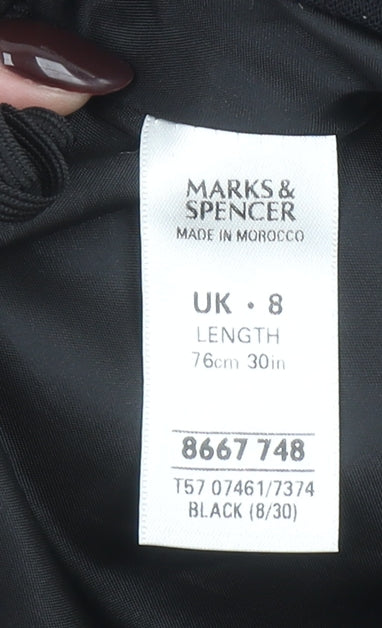 MARKS &
SPENCER
MADE IN MOROCCO
UK · 8
LENGTH
76cm 30in
8667 748
T57 07461/7374
BLACK (8/30)